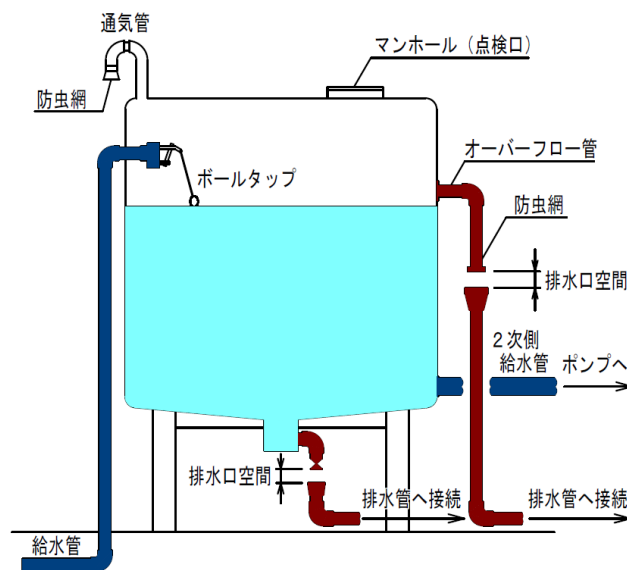 通気管
マンホール（点検口）
防虫網
オーバーフロー管
ボールタップ
防虫網
排水口空間
２次側
給水管
ポンプへ
排水口空間
排水管へ接続
排水管へ接続
給水管